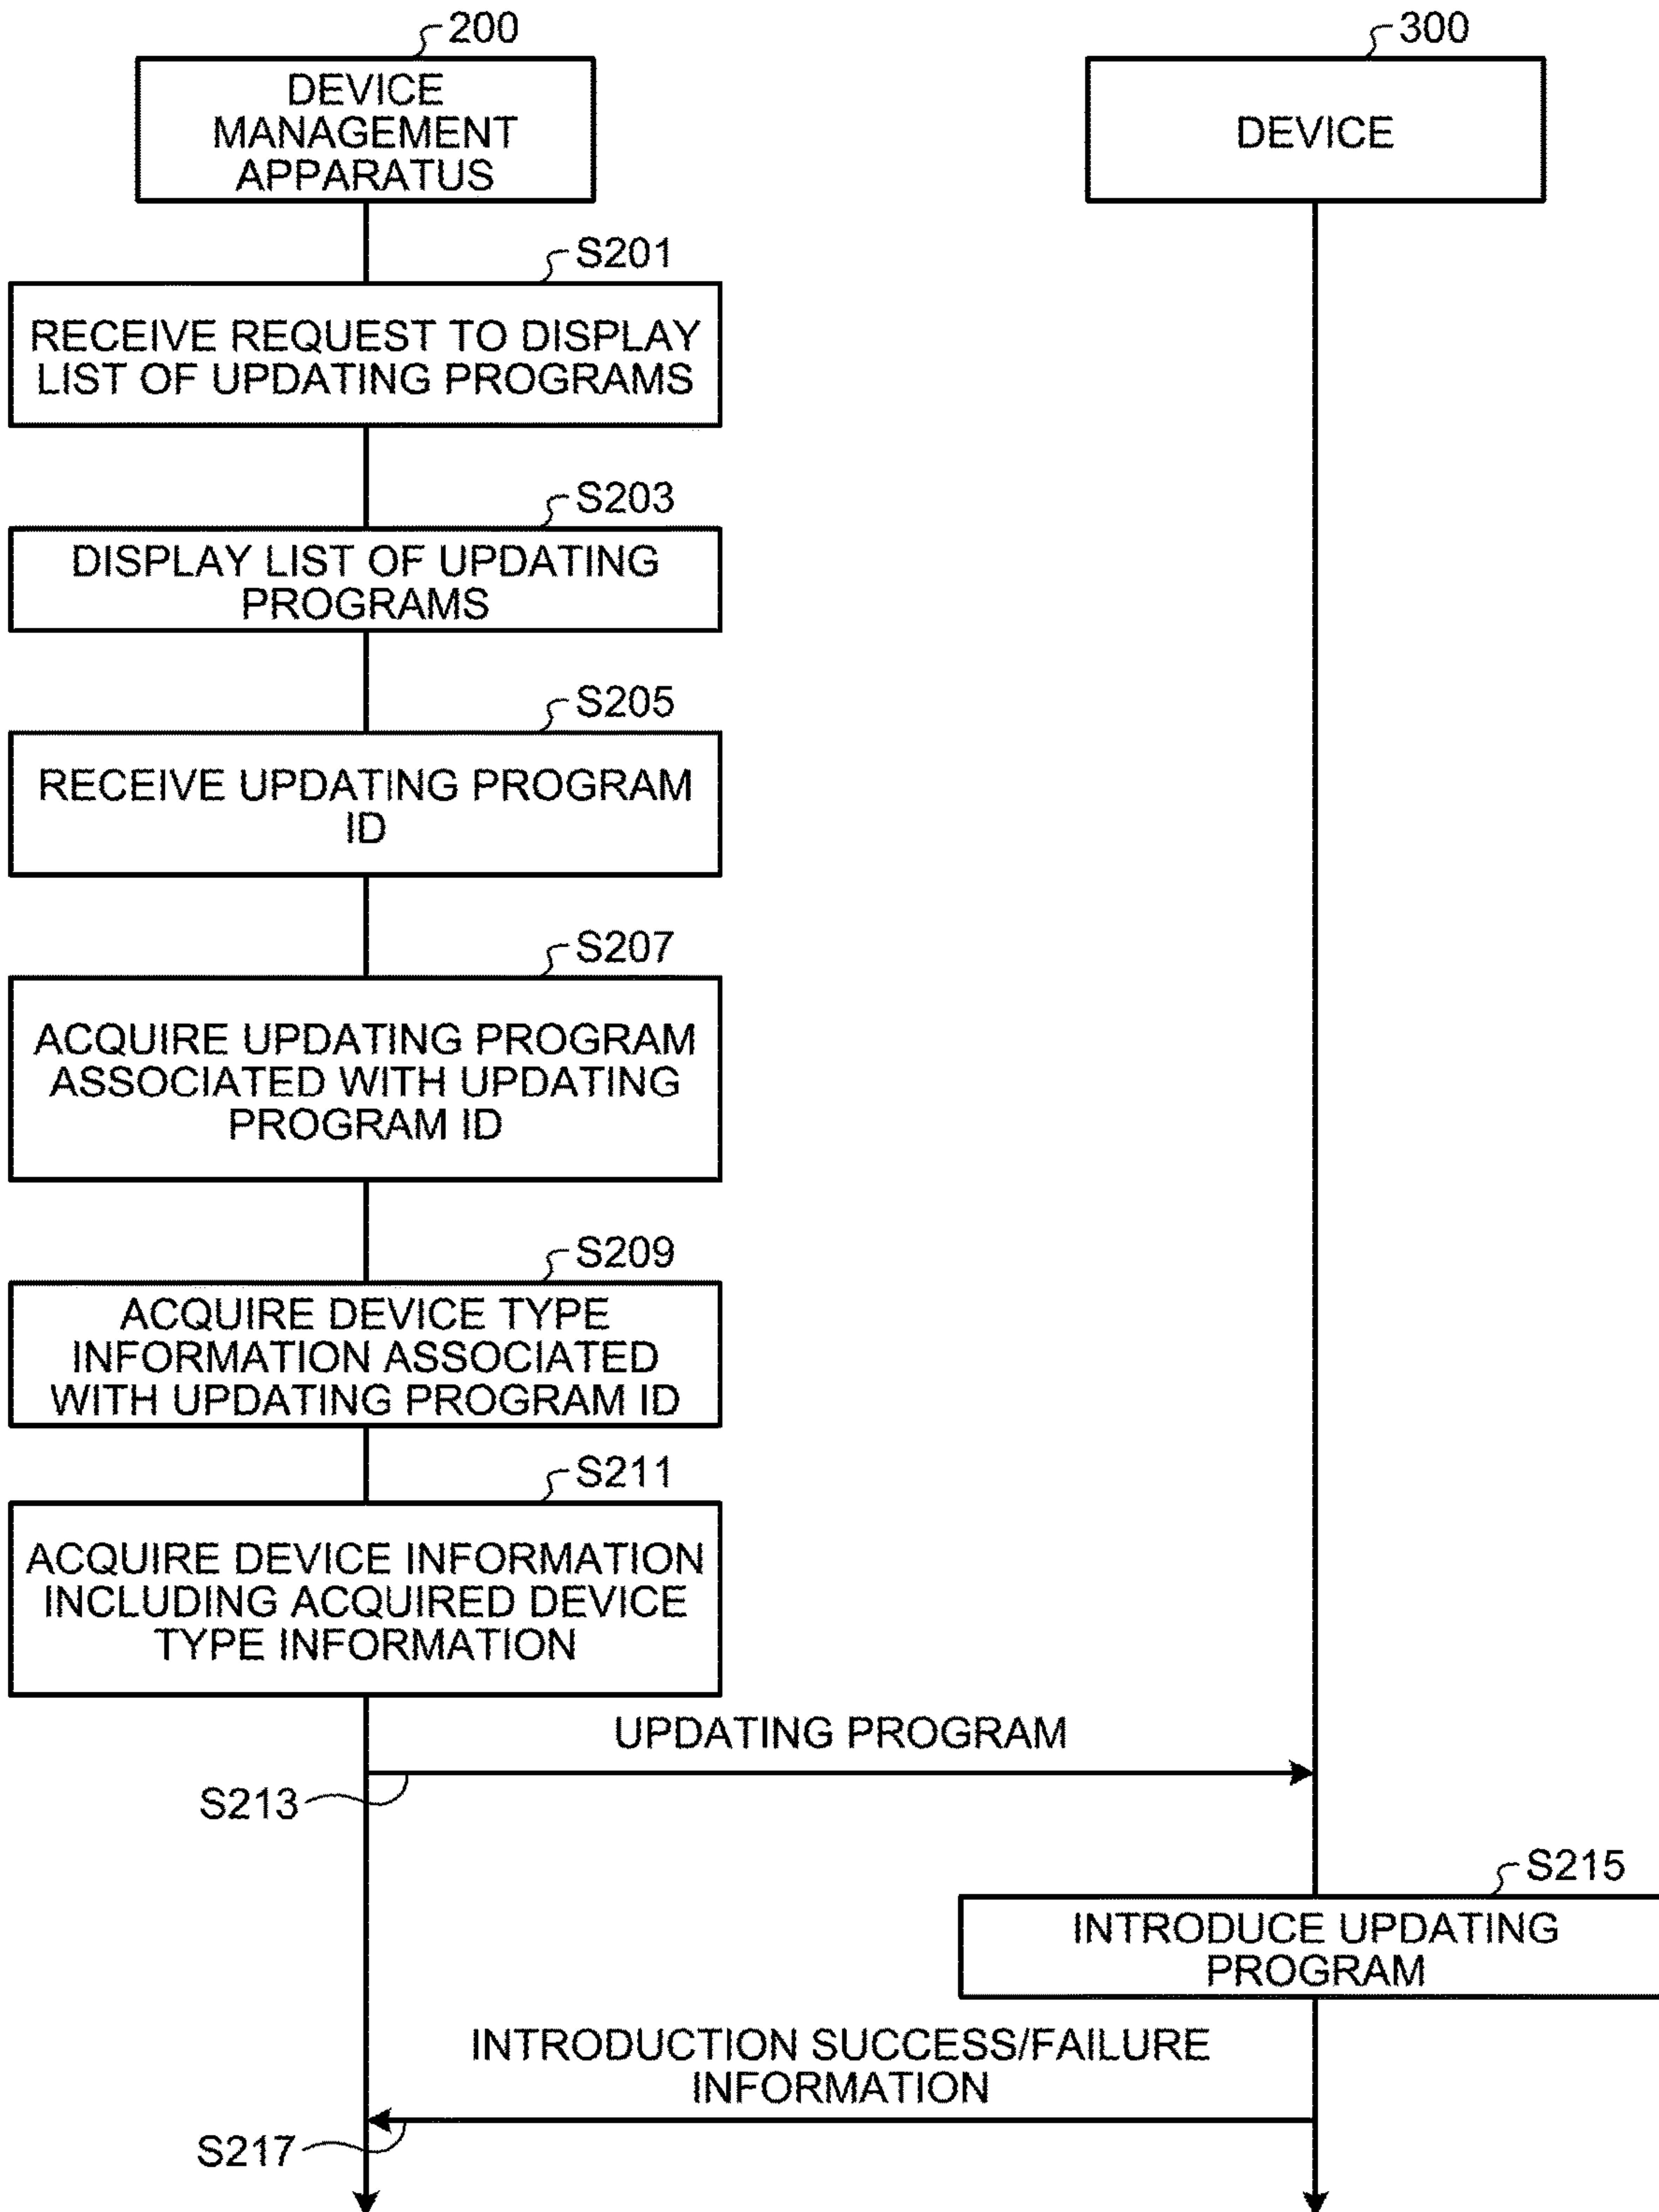 200
DEVICE
MANAGEMENT
APPARATUS
300
DEVICE
S201
RECEIVE REQUEST TO DISPLAY
LIST OF UPDATING PROGRAMS
S203
DISPLAY LIST OF UPDATING
PROGRAMS
S205
RECEIVE UPDATING PROGRAM
ID
S207
ACQUIRE UPDATING PROGRAM
ASSOCIATED WITH UPDATING
PROGRAM ID
S209
ACQUIRE DEVICE TYPE
INFORMATION ASSOCIATED
WITH UPDATING PROGRAM ID
S211
ACQUIRE DEVICE INFORMATION
INCLUDING ACQUIRED DEVICE
TYPE INFORMATION
UPDATING PROGRAM
S213
S215
INTRODUCE UPDATING
PROGRAM
INTRODUCTION SUCCESS/FAILURE
INFORMATION
S217